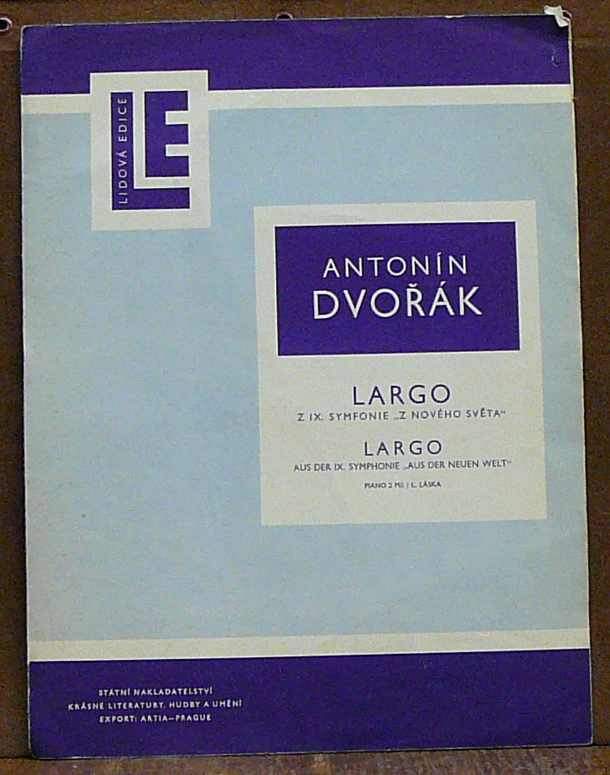 LIDOVÁ EDICE
LE
ANTONÍN
DVOŘÁK
LARGO
Z IX. SYMFONIE „Z NOVÉHO SVĚTA"
LARGO
AUS DER IX. SYMPHONIE „AUS DER NEUEN WELT"
PIANO 2 MS / L. LÁSKA
STÁTNÍ NAKLADATELSTVÍ
KRÁSNÉ LITERATURY, HUDBY A UMĚNÍ
EXPORT: ARTIA—PRAGUE